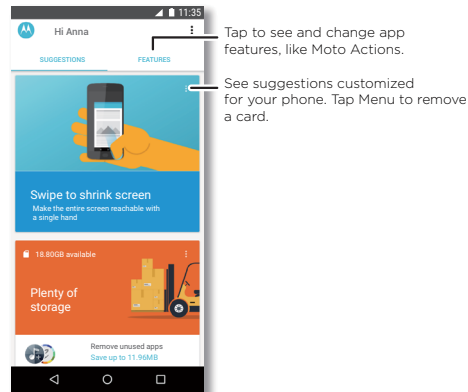 11:35
Hi Anna
SUGGESTIONS
FEATURES
Tap to see and change app
features, like Moto Actions.
See suggestions customized
for your phone. Tap Menu to remove
a card.
Swipe to shrink screen
Make the entire screen reachable with
a single hand
18.80GB available
Plenty of
storage
Remove unused apps
Save up to 11.96MB